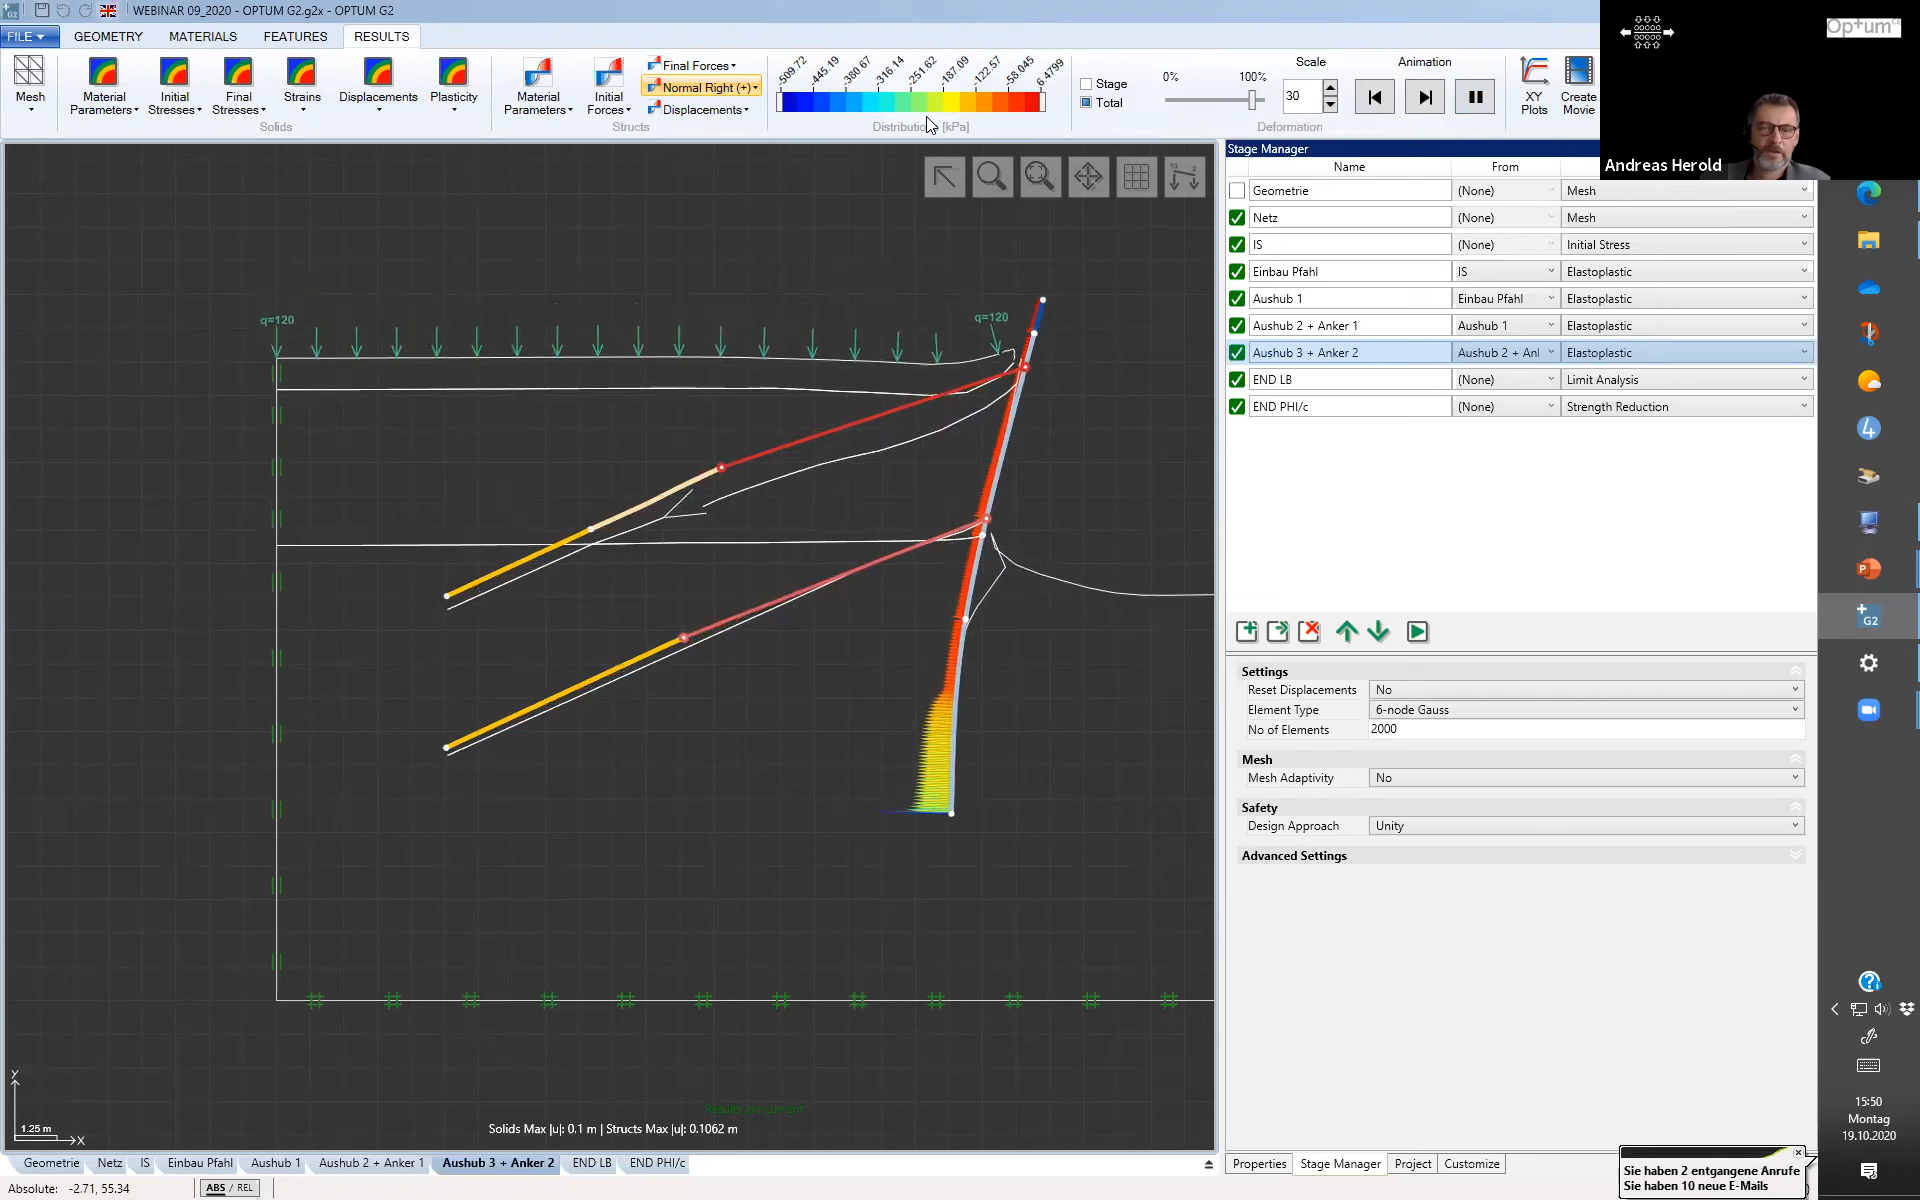 WEBINAR 09_2020 - OPTUM G2.g2x - OPTUM G2
FILE GEOMETRY MATERIALS FEATURES RESULTS
Mesh
Material Parameters
Initial Stresses
Final Stresses
Strains
Displacements
Plasticity
Solids
Material Parameters
Initial Forces
Final Forces
Normal Right (+)
Displacements
Structs
-509.72 -445.19 -380.67 -316.14 -251.62 -187.09 -122.57 -58.045 6.4799
Distribution [kPa]
Stage
Total
0% 100%
Scale
30
Animation
Deformation
XY Plots
Create Movie
Optum
Andreas Herold
Stage Manager
Name From
Geometrie (None) Mesh
Netz (None) Mesh
IS (None) Initial Stress
Einbau Pfahl IS Elastoplastic
Aushub 1 Einbau Pfahl Elastoplastic
Aushub 2 + Anker 1 Aushub 1 Elastoplastic
Aushub 3 + Anker 2 Aushub 2 + Anl Elastoplastic
END LB (None) Limit Analysis
END PHI/c (None) Strength Reduction
q=120 q=120
Settings
Reset Displacements No
Element Type 6-node Gauss
No of Elements 2000
Mesh
Mesh Adaptivity No
Safety
Design Approach Unity
Advanced Settings
Y
1.25 m
X
Results are current
Solids Max |u|: 0.1 m | Structs Max |u|: 0.1062 m
Geometrie Netz IS Einbau Pfahl Aushub 1 Aushub 2 + Anker 1 Aushub 3 + Anker 2 END LB END PHI/c
Properties Stage Manager Project Customize
Absolute: -2.71, 55.34
ABS / REL
G2
15:50
Montag
19.10.2020
Sie haben 2 entgangene Anrufe
Sie haben 10 neue E-Mails